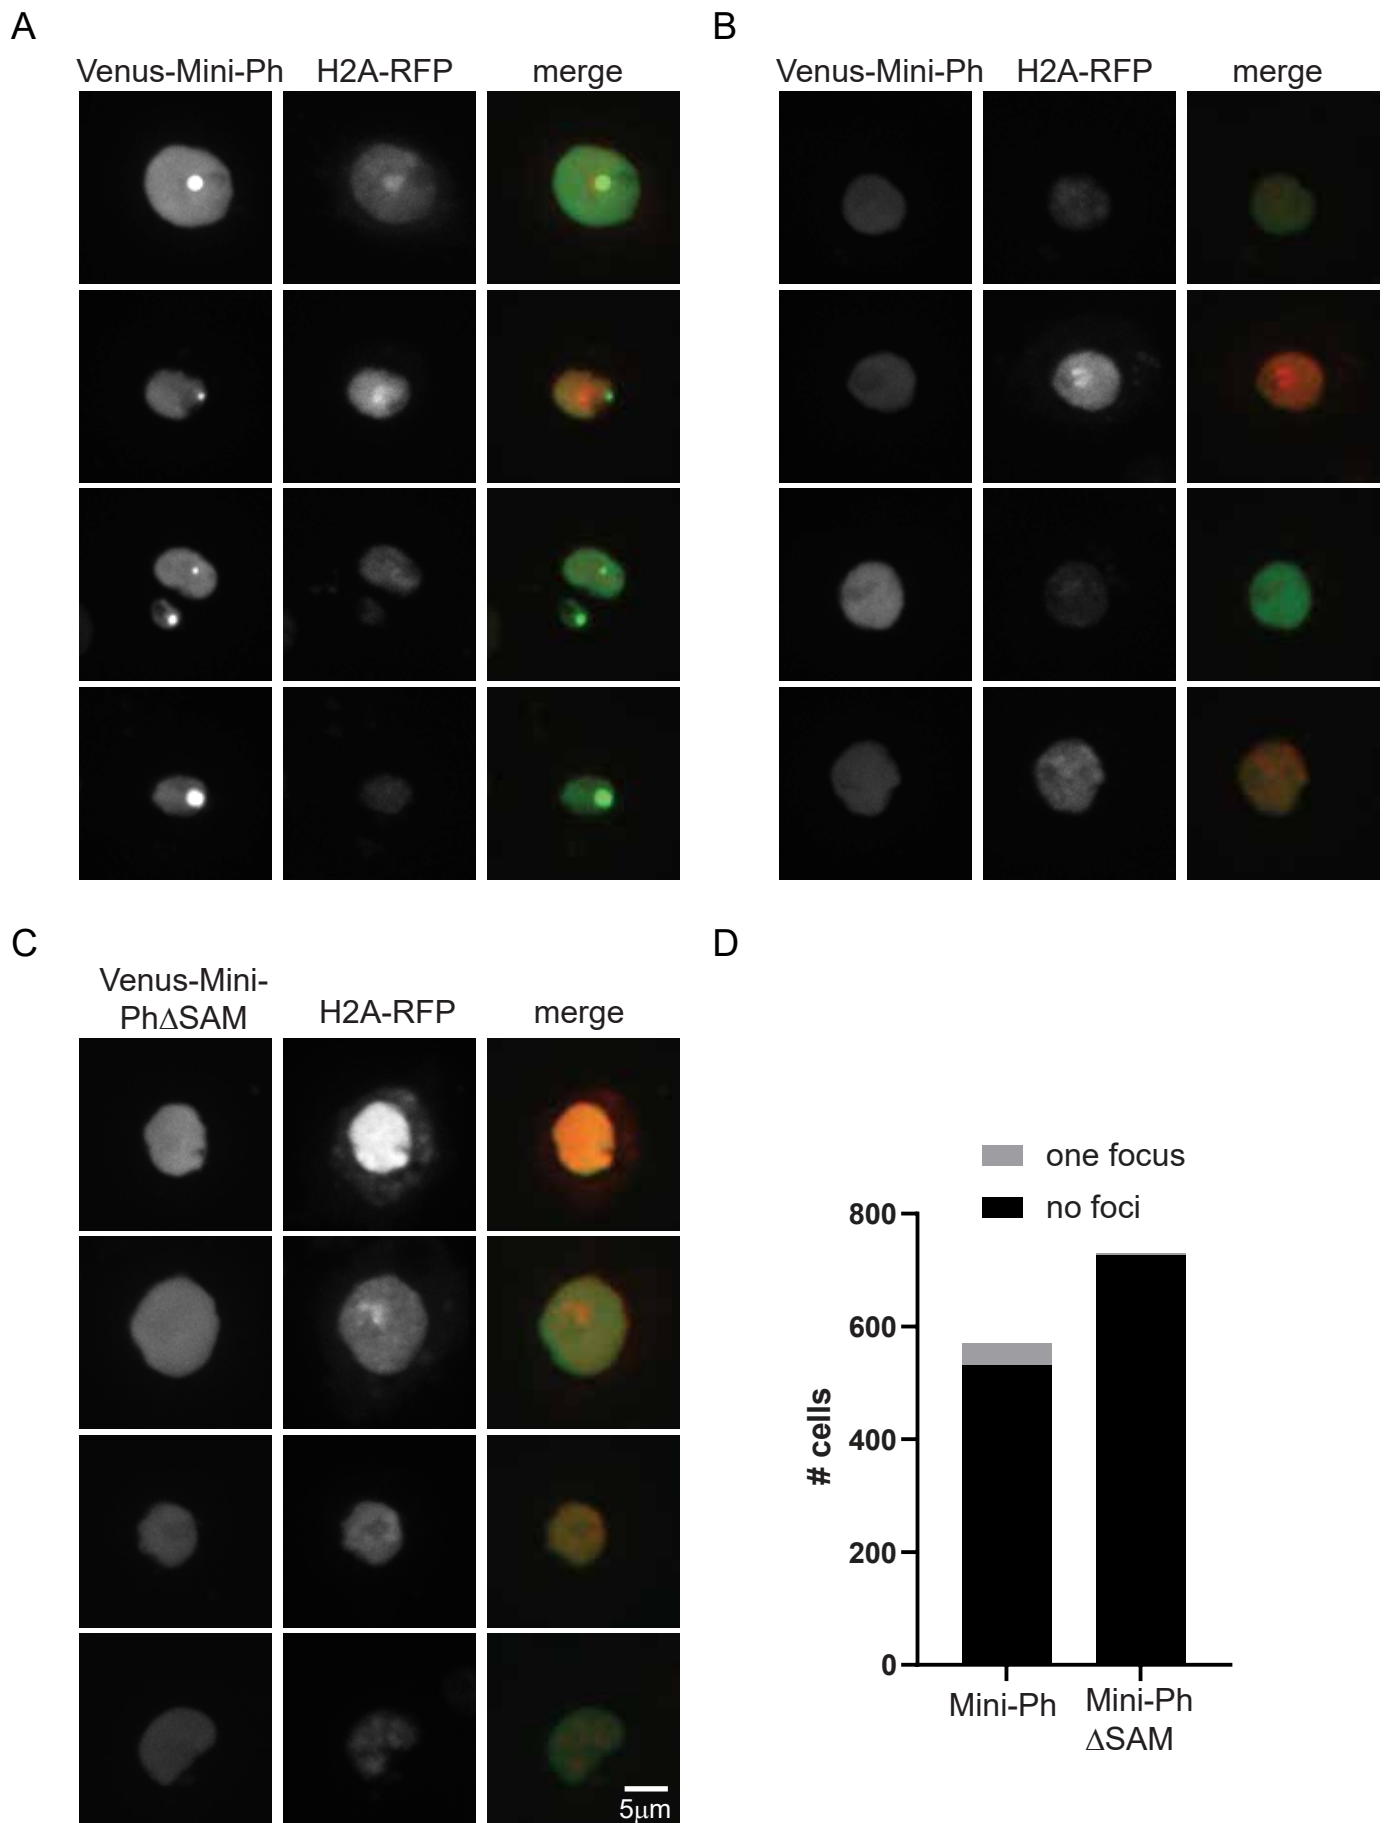 A
Venus-Mini-Ph H2A-RFP merge
B
Venus-Mini-Ph H2A-RFP merge
C
Venus-Mini-
PhΔSAM
H2A-RFP
merge
5μm
D
one focus
no foci
800
600
400
200
0
# cells
Mini-Ph
Mini-Ph
ΔSAM